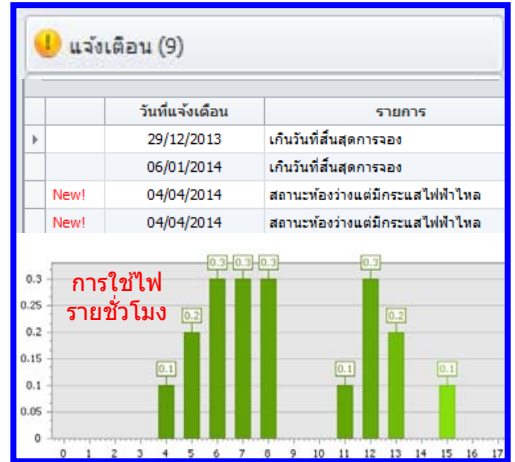 แจ้งเตือน (9)
วันที่แจ้งเตือน รายการ
29/12/2013 เกินวันที่สิ้นสุดการจอง
06/01/2014 เกินวันที่สิ้นสุดการจอง
New! 04/04/2014 สถานะห้องว่างแต่มีกระแสไฟฟ้าไหล
New! 04/04/2014 สถานะห้องว่างแต่มีกระแสไฟฟ้าไหล
การใช้ไฟ
รายชั่วโมง
0.3 0.3 0.3 0.3
0.3
0.25
0.2 0.2
0.2
0.15
0.1 0.1 0.1
0.1
0.05
0
0 1 2 3 4 5 6 7 8 9 10 11 12 13 14 15 16 17